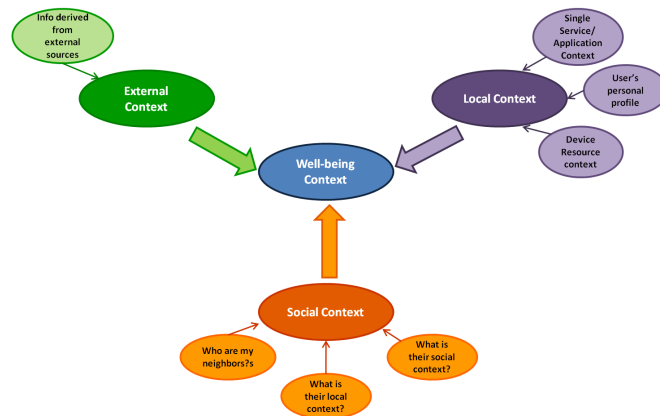 Info derived
from
external
sources
External
Context
Single
Service/
Application
Context
User's
personal
profile
Local Context
Device
Resource
context
Well-being
Context
Social Context
Who are my
neighbors?s
What is
their local
context?
What is
their social
context?